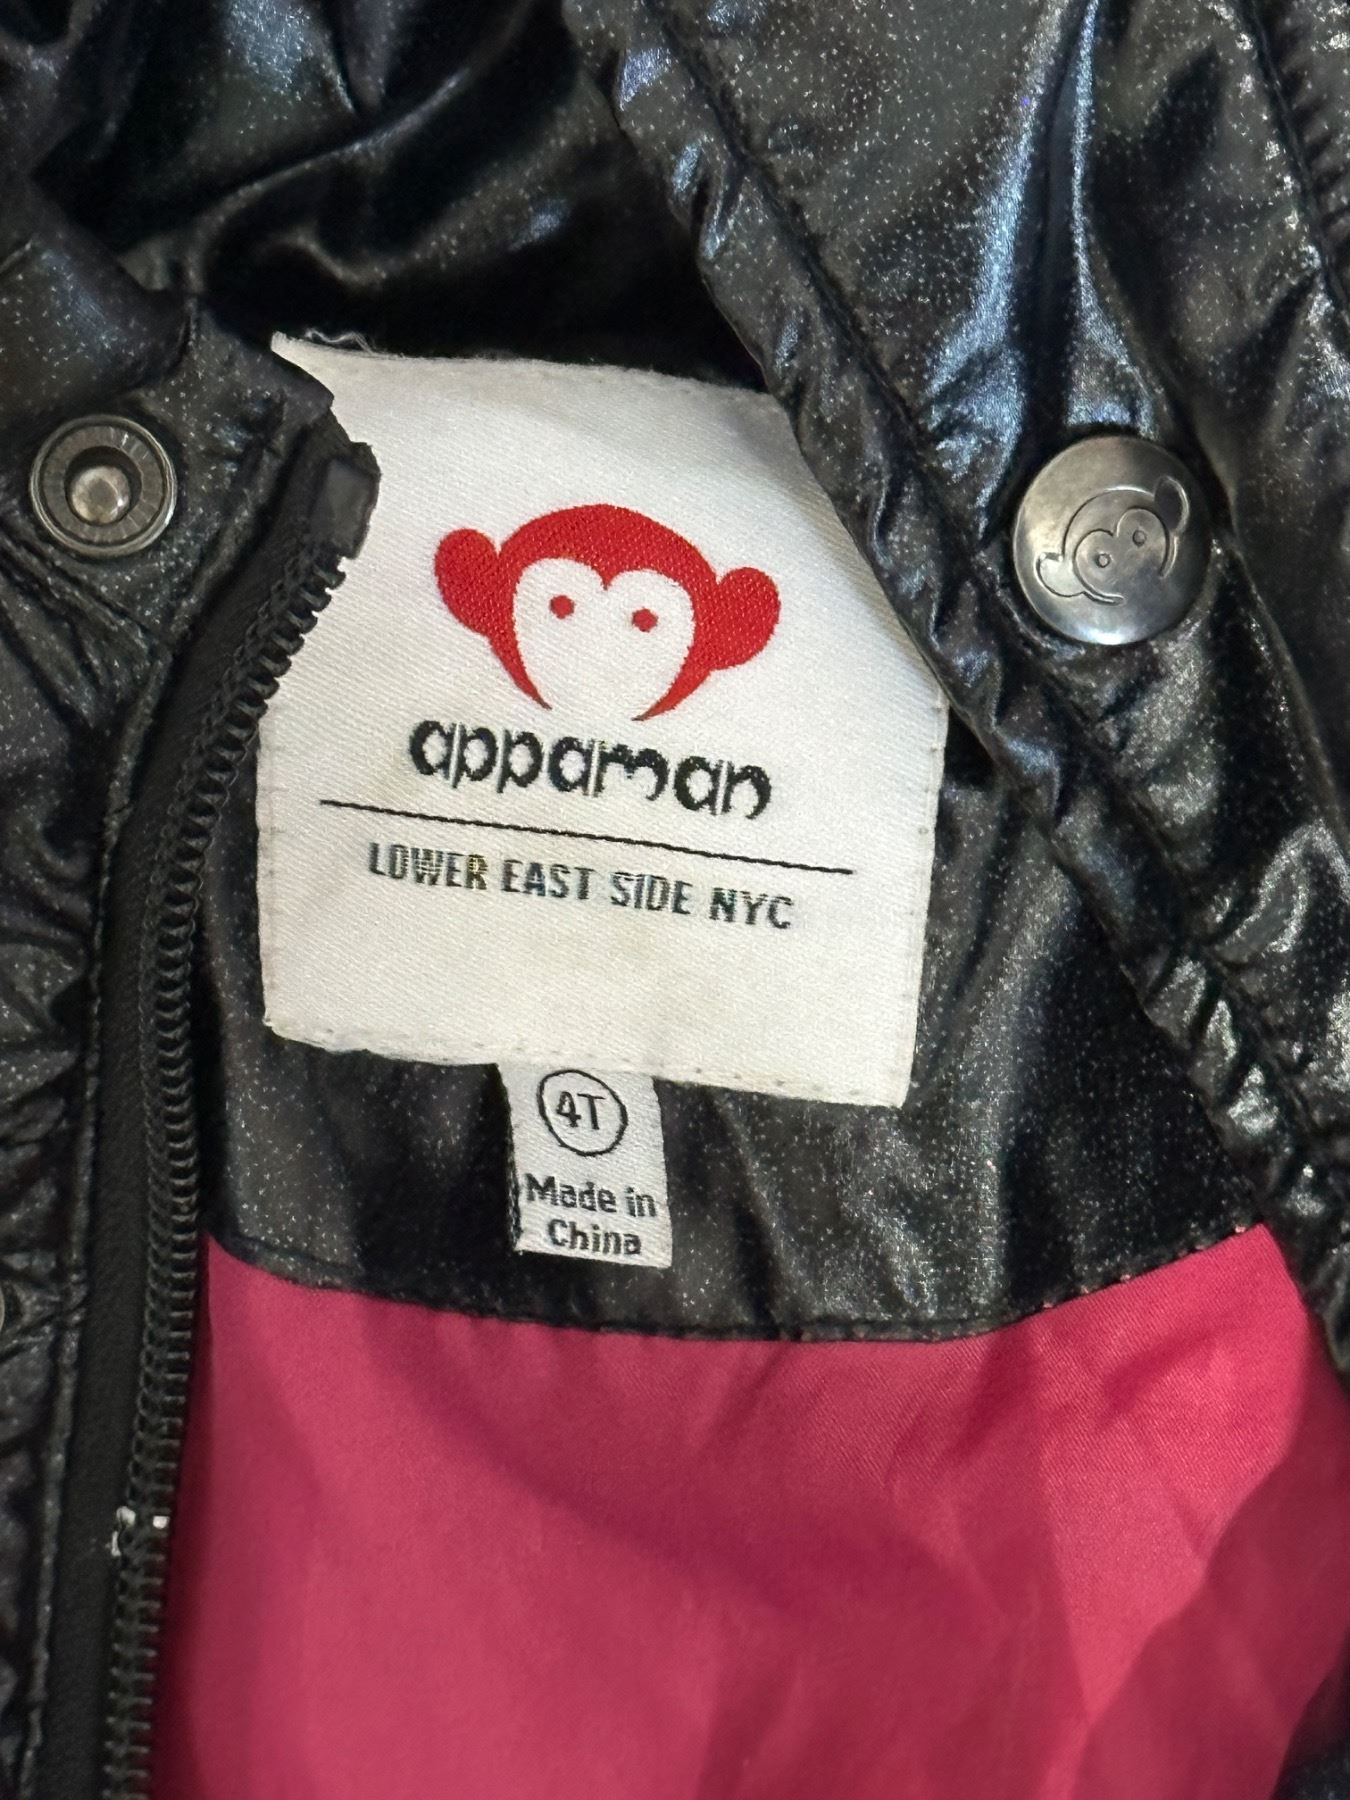 appaman
LOWER EAST SIDE NYC
4T
Made in
China